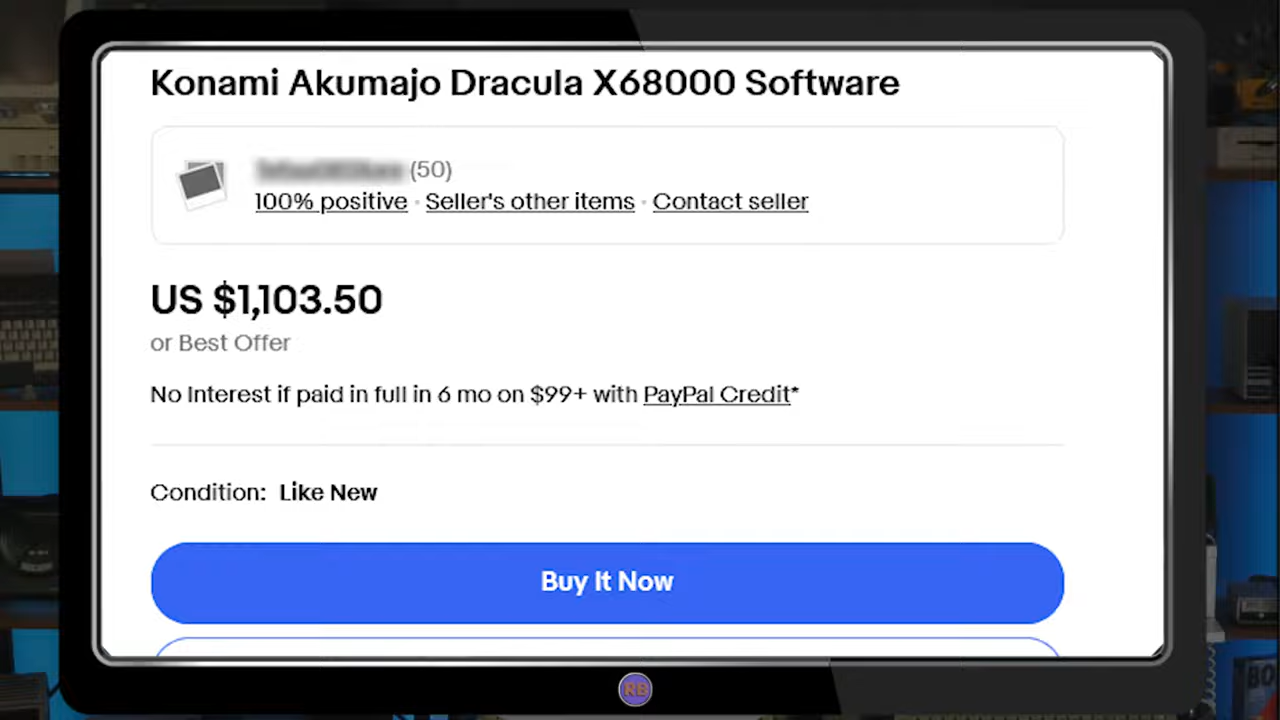 Konami Akumajo Dracula X68000 Software
(50)
100% positive · Seller's other items · Contact seller
US $1,103.50
or Best Offer
No Interest if paid in full in 6 mo on $99+ with PayPal Credit*
Condition: Like New
Buy It Now
RB
BO